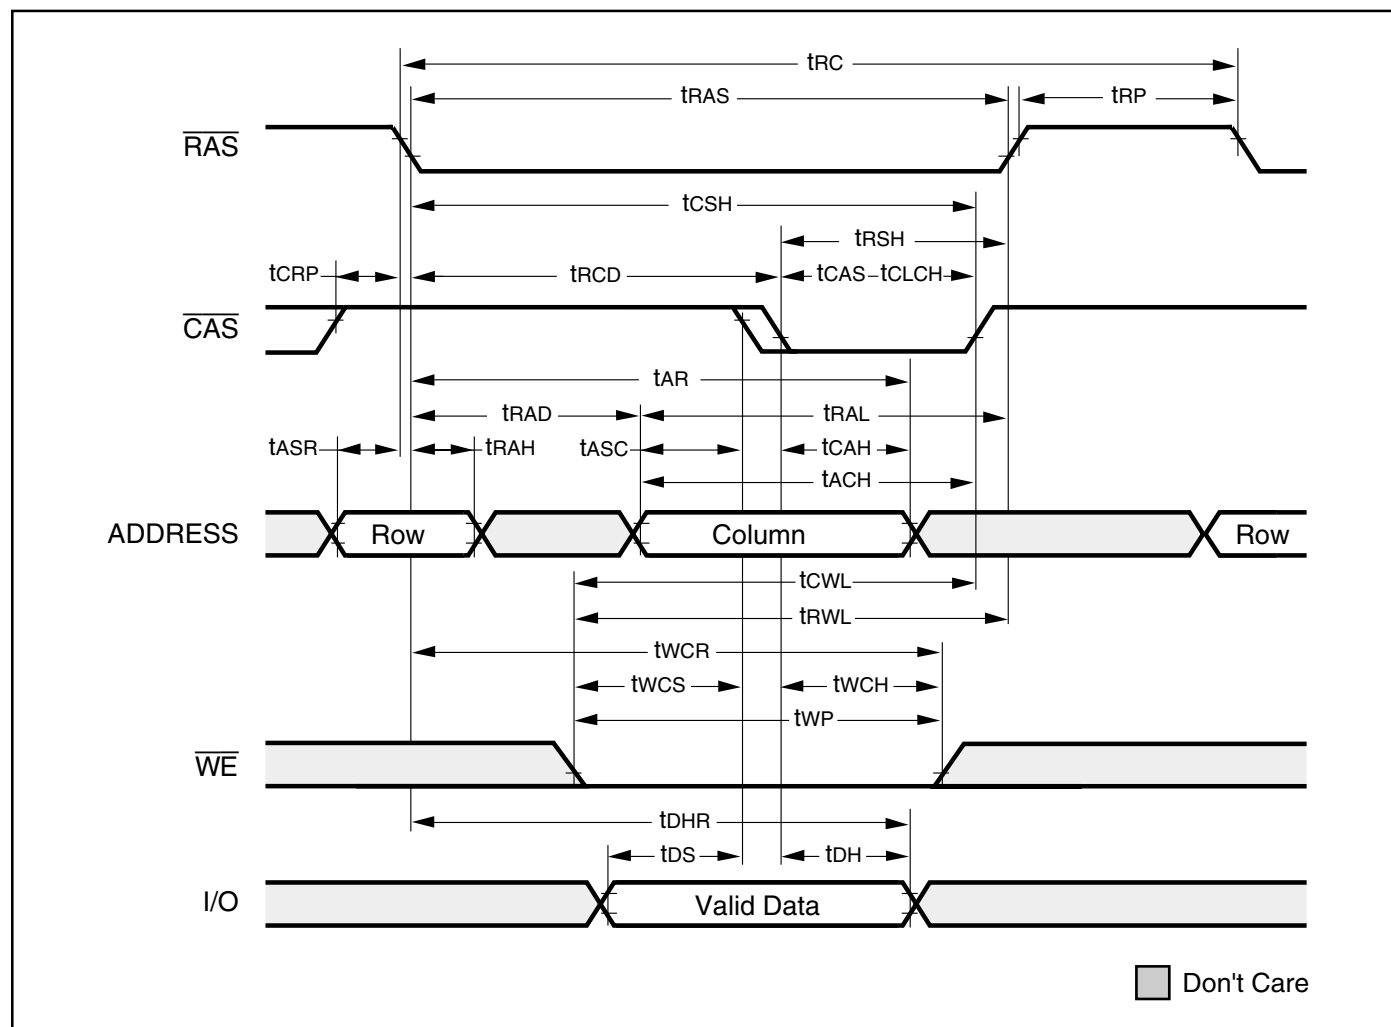 tRC
tRAS
tRP
RAS
tCSH
tRSH
tCRP
tRCD
tCAS
tCLCH
CAS
tAR
tRAD
tRAL
tASR
tRAH
tASC
tCAH
tACH
ADDRESS
Row
Column
Row
tCWL
tRWL
tWCR
tWCS
tWCH
tWP
WE
tDHR
tDS
tDH
I/O
Valid Data
Don't Care